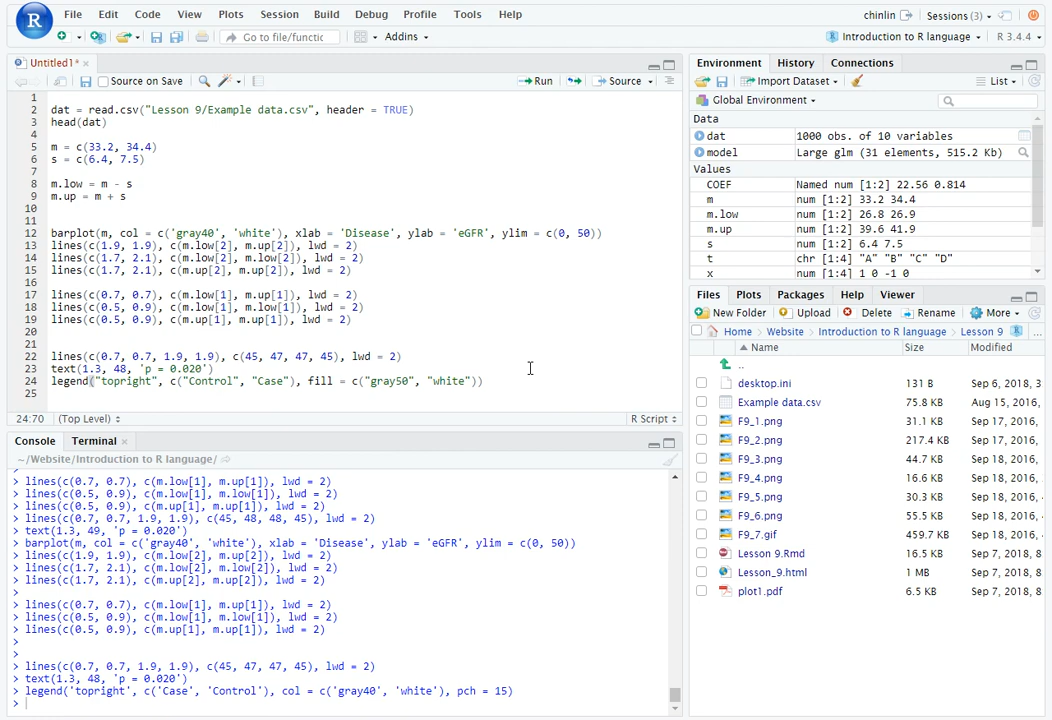 File Edit Code View Plots Session Build Debug Profile Tools Help
chinlin Sessions (3)
Go to file/functic Addins
Introduction to R language R 3.4.4
Untitled1* ×
Source on Save Run Source
1
2 dat = read.csv("Lesson 9/Example data.csv", header = TRUE)
3 head(dat)
4
5 m = c(33.2, 34.4)
6 s = c(6.4, 7.5)
7
8 m.low = m - s
9 m.up = m + s
10
11
12 barplot(m, col = c('gray40', 'white'), xlab = 'Disease', ylab = 'eGFR', ylim = c(0, 50))
13 lines(c(1.9, 1.9), c(m.low[2], m.up[2]), lwd = 2)
14 lines(c(1.7, 2.1), c(m.low[2], m.low[2]), lwd = 2)
15 lines(c(1.7, 2.1), c(m.up[2], m.up[2]), lwd = 2)
16
17 lines(c(0.7, 0.7), c(m.low[1], m.up[1]), lwd = 2)
18 lines(c(0.5, 0.9), c(m.low[1], m.low[1]), lwd = 2)
19 lines(c(0.5, 0.9), c(m.up[1], m.up[1]), lwd = 2)
20
21
22 lines(c(0.7, 0.7, 1.9, 1.9), c(45, 47, 47, 45), lwd = 2)
23 text(1.3, 48, 'p = 0.020')
24 legend("topright", c("Control", "Case"), fill = c("gray50", "white"))
25
24:70 (Top Level) R Script
Console Terminal ×
~/Website/Introduction to R language/
> lines(c(0.7, 0.7), c(m.low[1], m.up[1]), lwd = 2)
> lines(c(0.5, 0.9), c(m.low[1], m.low[1]), lwd = 2)
> lines(c(0.5, 0.9), c(m.up[1], m.up[1]), lwd = 2)
> lines(c(0.7, 0.7, 1.9, 1.9), c(45, 48, 48, 45), lwd = 2)
> text(1.3, 49, 'p = 0.020')
> barplot(m, col = c('gray40', 'white'), xlab = 'Disease', ylab = 'eGFR', ylim = c(0, 50))
> lines(c(1.9, 1.9), c(m.low[2], m.up[2]), lwd = 2)
> lines(c(1.7, 2.1), c(m.low[2], m.low[2]), lwd = 2)
> lines(c(1.7, 2.1), c(m.up[2], m.up[2]), lwd = 2)
>
> lines(c(0.7, 0.7), c(m.low[1], m.up[1]), lwd = 2)
> lines(c(0.5, 0.9), c(m.low[1], m.low[1]), lwd = 2)
> lines(c(0.5, 0.9), c(m.up[1], m.up[1]), lwd = 2)
>
>
> lines(c(0.7, 0.7, 1.9, 1.9), c(45, 47, 47, 45), lwd = 2)
> text(1.3, 48, 'p = 0.020')
> legend('topright', c('Case', 'Control'), col = c('gray40', 'white'), pch = 15)
>
Environment History Connections
Import Dataset List
Global Environment
Data
dat 1000 obs. of 10 variables
model Large glm (31 elements, 515.2 Kb)
Values
COEF Named num [1:2] 22.56 0.814
m num [1:2] 33.2 34.4
m.low num [1:2] 26.8 26.9
m.up num [1:2] 39.6 41.9
s num [1:2] 6.4 7.5
t chr [1:4] "A" "B" "C" "D"
x num [1:4] 1 0 -1 0
Files Plots Packages Help Viewer
New Folder Upload Delete Rename More
Home Website Introduction to R language Lesson 9 ...
Name Size Modified
..
desktop.ini 131 B Sep 6, 2018, 3
Example data.csv 75.8 KB Aug 15, 2016,
F9_1.png 31.1 KB Sep 17, 2016,
F9_2.png 217.4 KB Sep 17, 2016,
F9_3.png 44.7 KB Sep 18, 2016,
F9_4.png 16.6 KB Sep 18, 2016,
F9_5.png 30.3 KB Sep 18, 2016,
F9_6.png 55.5 KB Sep 18, 2016,
F9_7.gif 459.7 KB Sep 18, 2016,
Lesson 9.Rmd 16.5 KB Sep 7, 2018, 8
Lesson_9.html 1 MB Sep 7, 2018, 8
plot1.pdf 6.5 KB Sep 7, 2018, 8